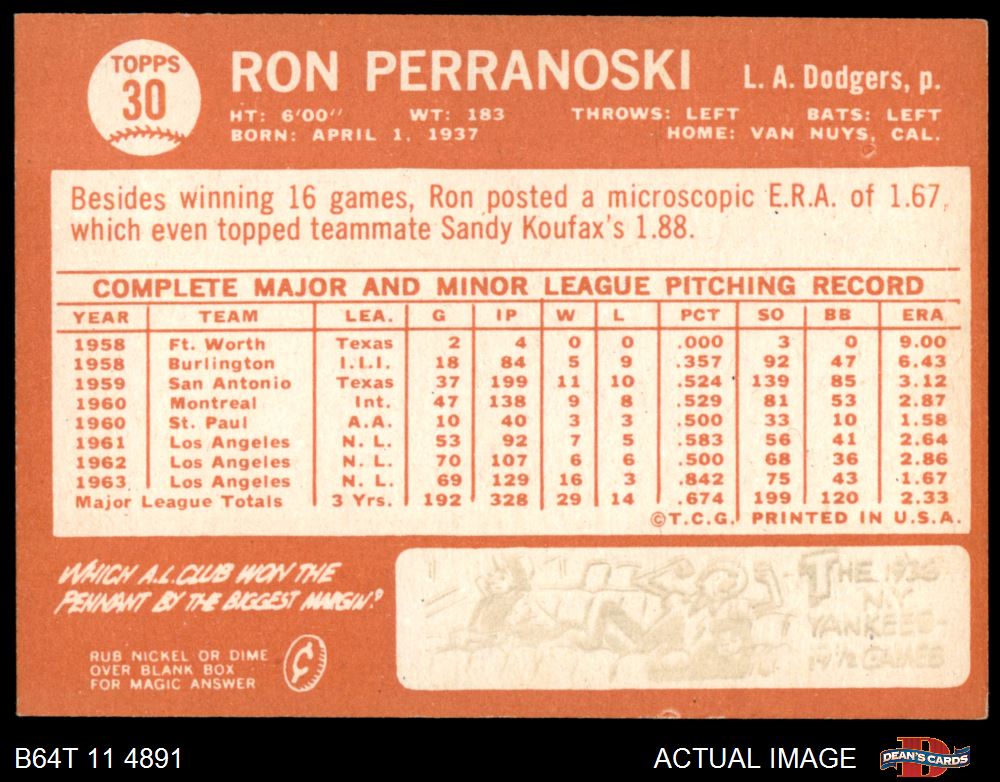 TOPPS
30
RON PERRANOSKI
L. A. Dodgers, p.
HT: 6'00" WT: 183 THROWS: LEFT BATS: LEFT
BORN: APRIL 1, 1937 HOME: VAN NUYS, CAL.
Besides winning 16 games, Ron posted a microscopic E.R.A. of 1.67,
which even topped teammate Sandy Koufax's 1.88.
COMPLETE MAJOR AND MINOR LEAGUE PITCHING RECORD
YEAR TEAM LEA. G IP W L PCT SO BB ERA
1958 Ft. Worth Texas 2 4 0 0 .000 3 0 9.00
1958 Burlington I.I.I. 18 84 5 9 .357 92 47 6.43
1959 San Antonio Texas 37 199 11 10 .524 139 85 3.12
1960 Montreal Int. 47 138 9 8 .529 81 53 2.87
1960 St. Paul A.A. 10 40 3 3 .500 33 10 1.58
1961 Los Angeles N. L. 53 92 7 5 .583 56 41 2.64
1962 Los Angeles N. L. 70 107 6 6 .500 68 36 2.86
1963 Los Angeles N. L. 69 129 16 3 .842 75 43 1.67
Major League Totals 3 Yrs. 192 328 29 14 .674 199 120 2.33
©T.C.G. PRINTED IN U.S.A.
WHICH A.L. CLUB WON THE
PENNANT BY THE BIGGEST MARGIN?
RUB NICKEL OR DIME
OVER BLANK BOX
FOR MAGIC ANSWER
THE 1936
N.Y.
YANKEES-
19½ GAMES
B64T 11 4891 ACTUAL IMAGE
DEAN'S CARDS